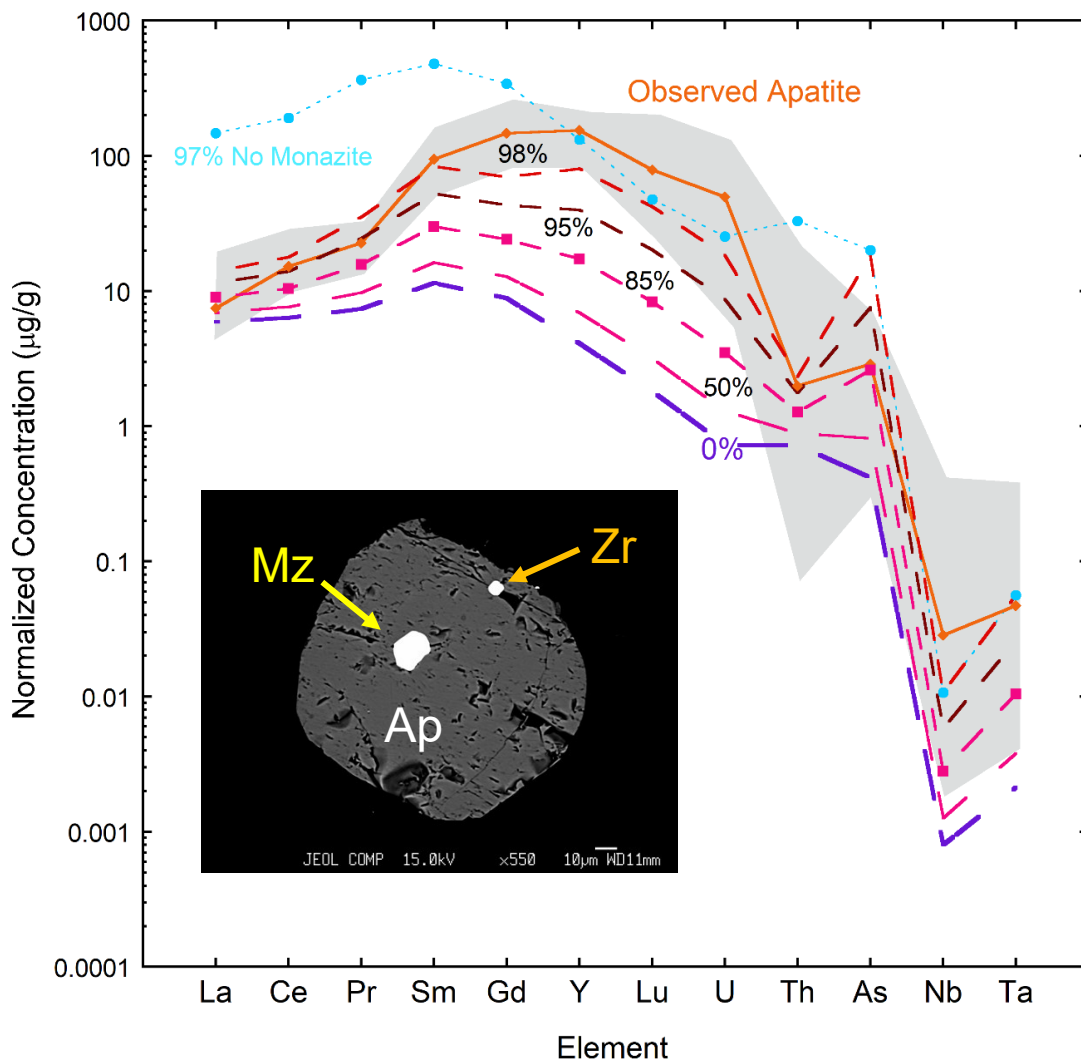 1000
100
10
1
0.1
0.01
0.001
0.0001
Normalized Concentration (µg/g)
Observed Apatite
97% No Monazite
98%
95%
85%
50%
0%
Mz
Zr
Ap
JEOL COMP 15.0kV ×550 10µm WD11mm
La Ce Pr Sm Gd Y Lu U Th As Nb Ta
Element